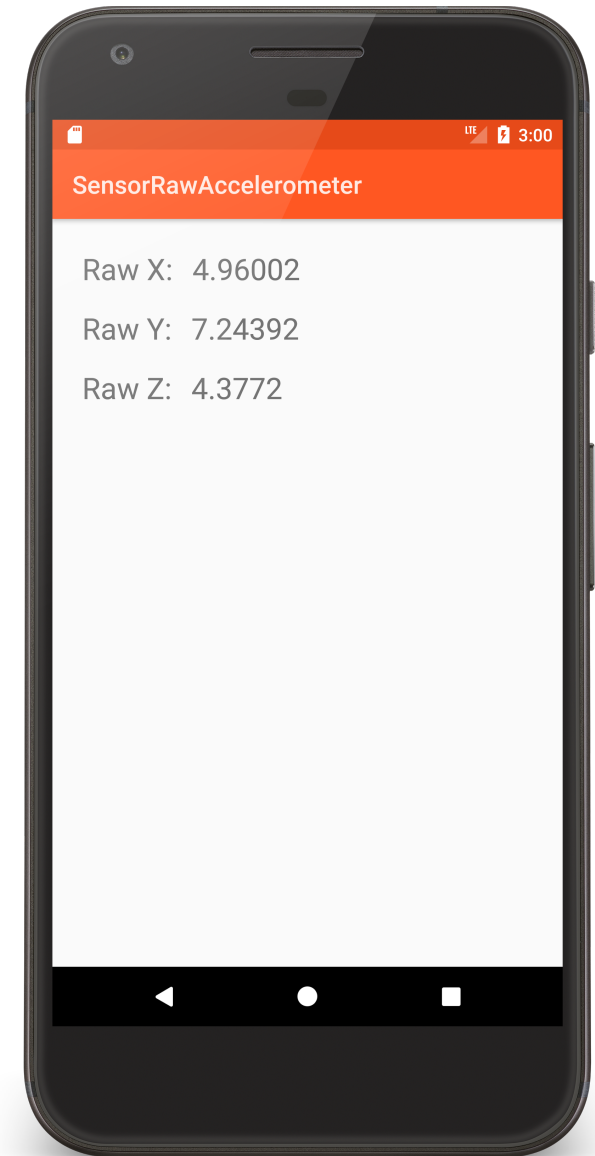 LTE 3:00
SensorRawAccelerometer
Raw X: 4.96002
Raw Y: 7.24392
Raw Z: 4.3772